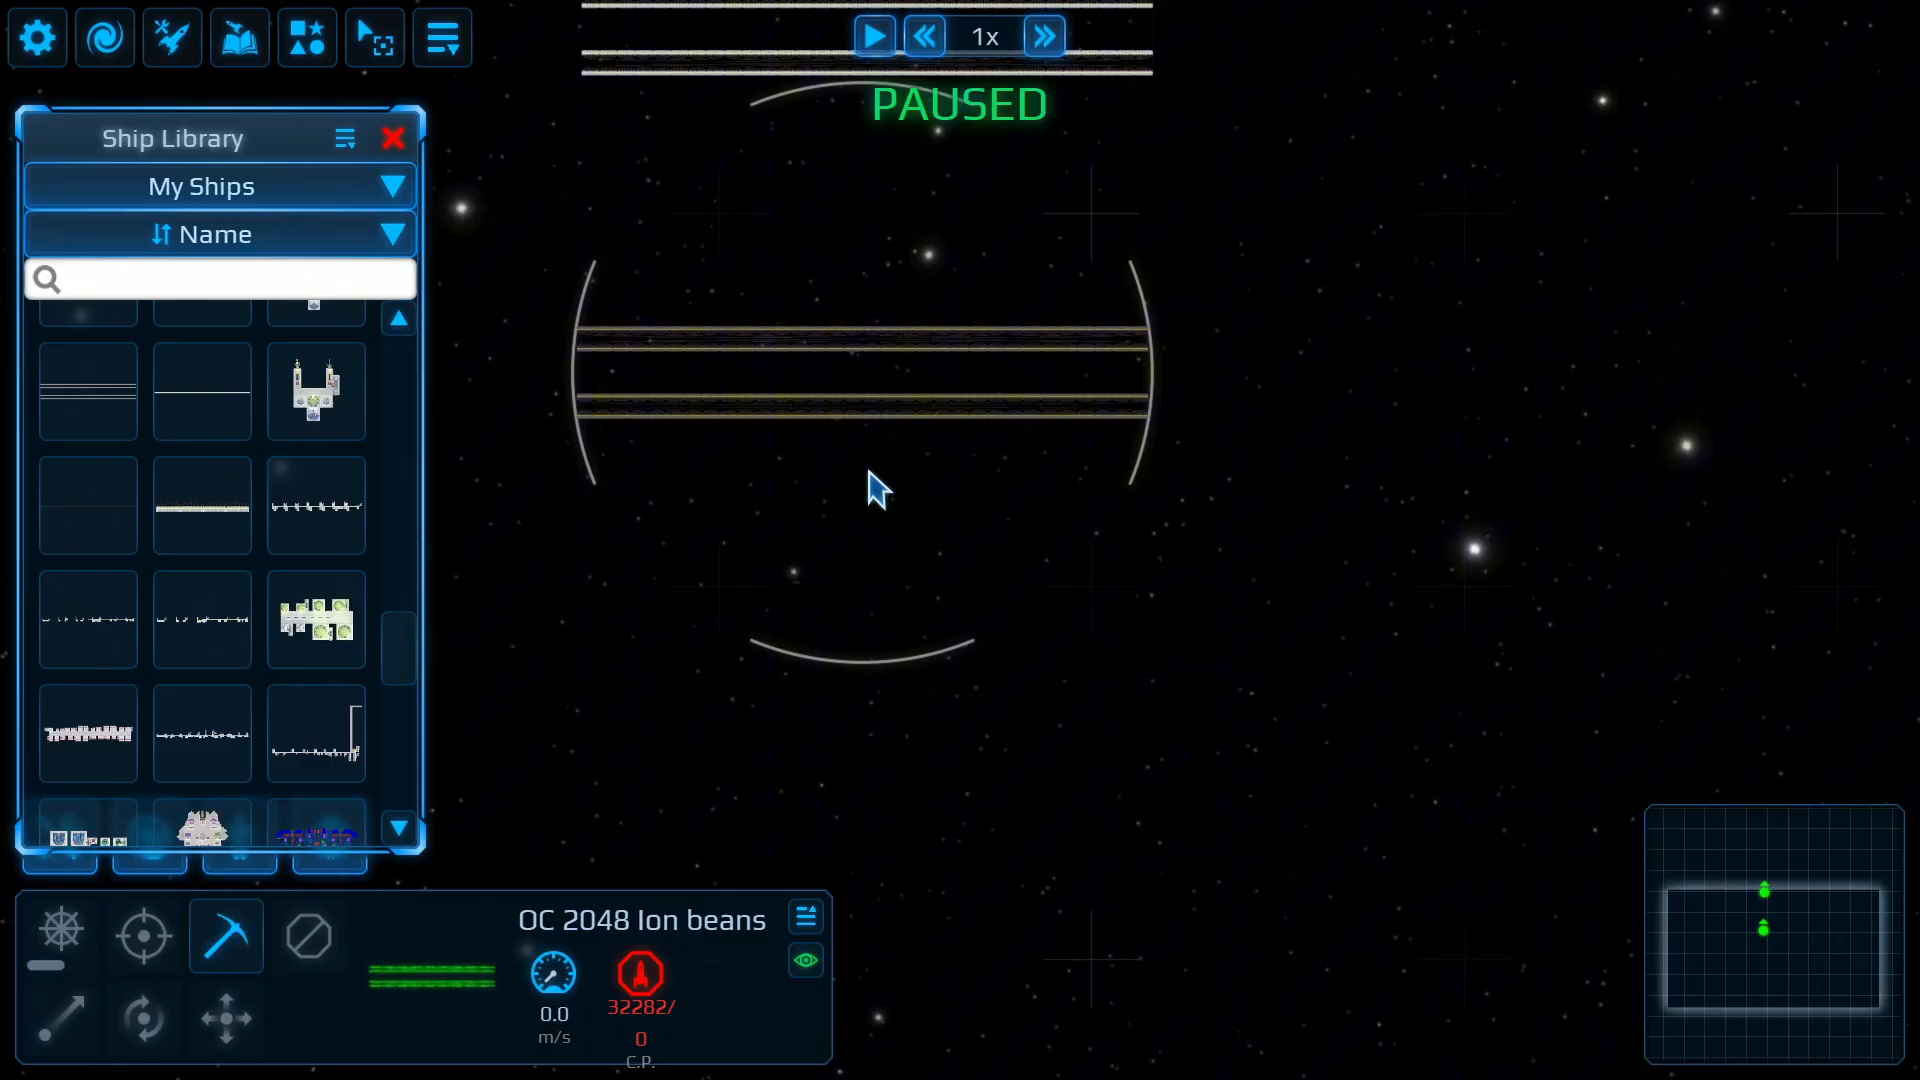 1x
PAUSED
Ship Library
My Ships
Name
OC 2048 Ion beans
0.0
m/s
32282/
0
C.P.